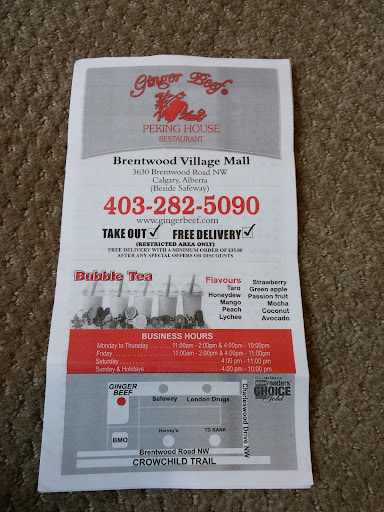 Ginger Beef
PEKING HOUSE
RESTAURANT
Brentwood Village Mall
3630 Brentwood Road NW
Calgary, Alberta
(Beside Safeway)
403-282-5090
www.gingerbeef.com
TAKE OUT ✓ FREE DELIVERY ✓
(RESTRICTED AREA ONLY)
FREE DELIVERY WITH A MINIMUM ORDER OF $35.00
AFTER ANY SPECIAL OFFERS OR DISCOUNTS
Bubble Tea
Flavours
Taro
Honeydew
Mango
Peach
Lychee
Strawberry
Green apple
Passion fruit
Mocha
Coconut
Avocado
BUSINESS HOURS
Monday to Thursday ........ 11:00am - 2:00pm & 4:00pm - 10:00pm
Friday ........ 11:00am - 2:00pm & 4:00pm - 11:00pm
Saturday ........ 4:00 pm - 11:00 pm
Sunday & Holidays ........ 4:00 pm - 10:00 pm
GINGER
BEEF
Safeway
London Drugs
BMO
Harvey's
TD BANK
Brentwood Road NW
CROWCHILD TRAIL
Charleswood Drive NW
readers'
CHOICE
Gold